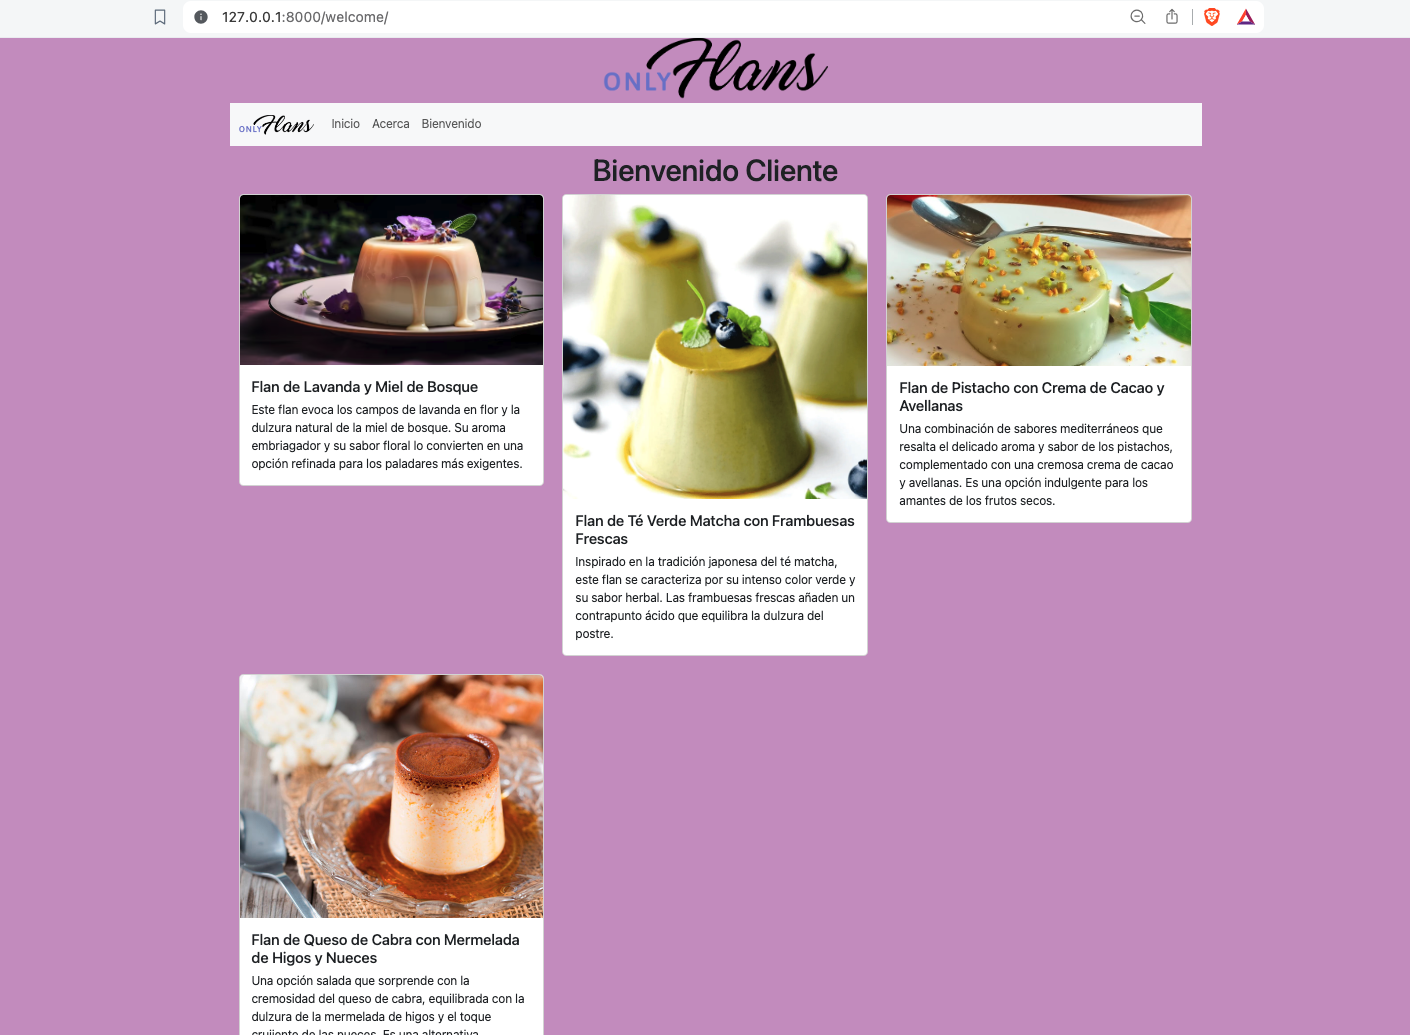 127.0.0.1:8000/welcome/
ONLY Flans
ONLY Flans Inicio Acerca Bienvenido
Bienvenido Cliente
Flan de Lavanda y Miel de Bosque
Este flan evoca los campos de lavanda en flor y la
dulzura natural de la miel de bosque. Su aroma
embriagador y su sabor floral lo convierten en una
opción refinada para los paladares más exigentes.
Flan de Té Verde Matcha con Frambuesas
Frescas
Inspirado en la tradición japonesa del té matcha,
este flan se caracteriza por su intenso color verde y
su sabor herbal. Las frambuesas frescas añaden un
contrapunto ácido que equilibra la dulzura del
postre.
Flan de Pistacho con Crema de Cacao y
Avellanas
Una combinación de sabores mediterráneos que
resalta el delicado aroma y sabor de los pistachos,
complementado con una cremosa crema de cacao
y avellanas. Es una opción indulgente para los
amantes de los frutos secos.
Flan de Queso de Cabra con Mermelada
de Higos y Nueces
Una opción salada que sorprende con la
cremosidad del queso de cabra, equilibrada con la
dulzura de la mermelada de higos y el toque
crujiente de las nueces. Es una alternativa